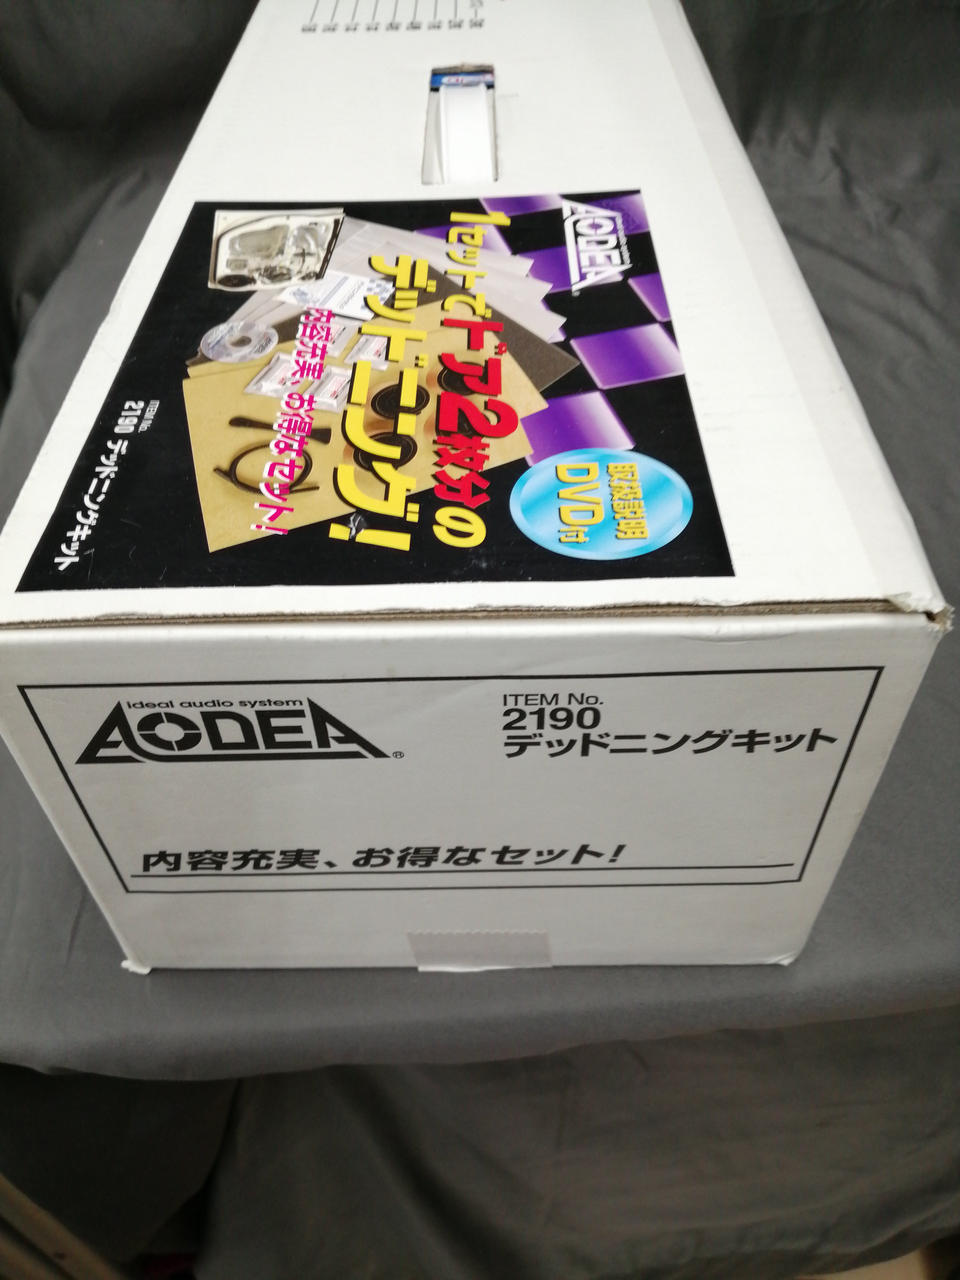 AODEA
1セットでドア2枚分の
デッドニング!
内容充実、お得なセット!
取扱説明
DVD付
ITEM No.
2190 デッドニングキット
ideal audio system
AODEA®
ITEM No.
2190
デッドニングキット
内容充実、お得なセット!